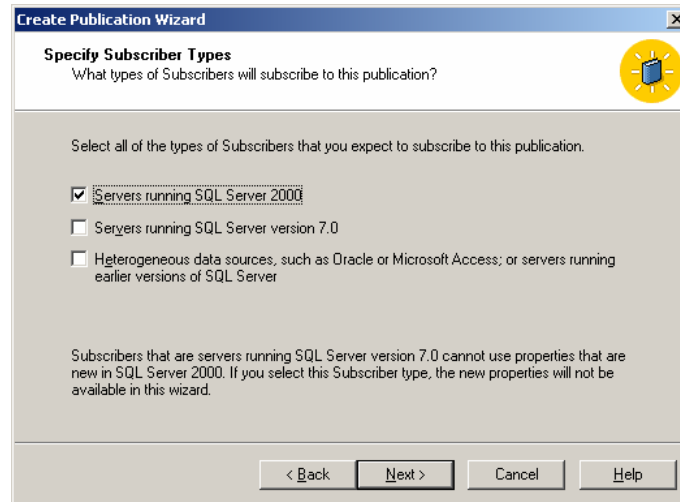 Create Publication Wizard
Specify Subscriber Types
What types of Subscribers will subscribe to this publication?
Select all of the types of Subscribers that you expect to subscribe to this publication.
Servers running SQL Server 2000
Servers running SQL Server version 7.0
Heterogeneous data sources, such as Oracle or Microsoft Access; or servers running
earlier versions of SQL Server
Subscribers that are servers running SQL Server version 7.0 cannot use properties that are
new in SQL Server 2000. If you select this Subscriber type, the new properties will not be
available in this wizard.
< Back Next > Cancel Help